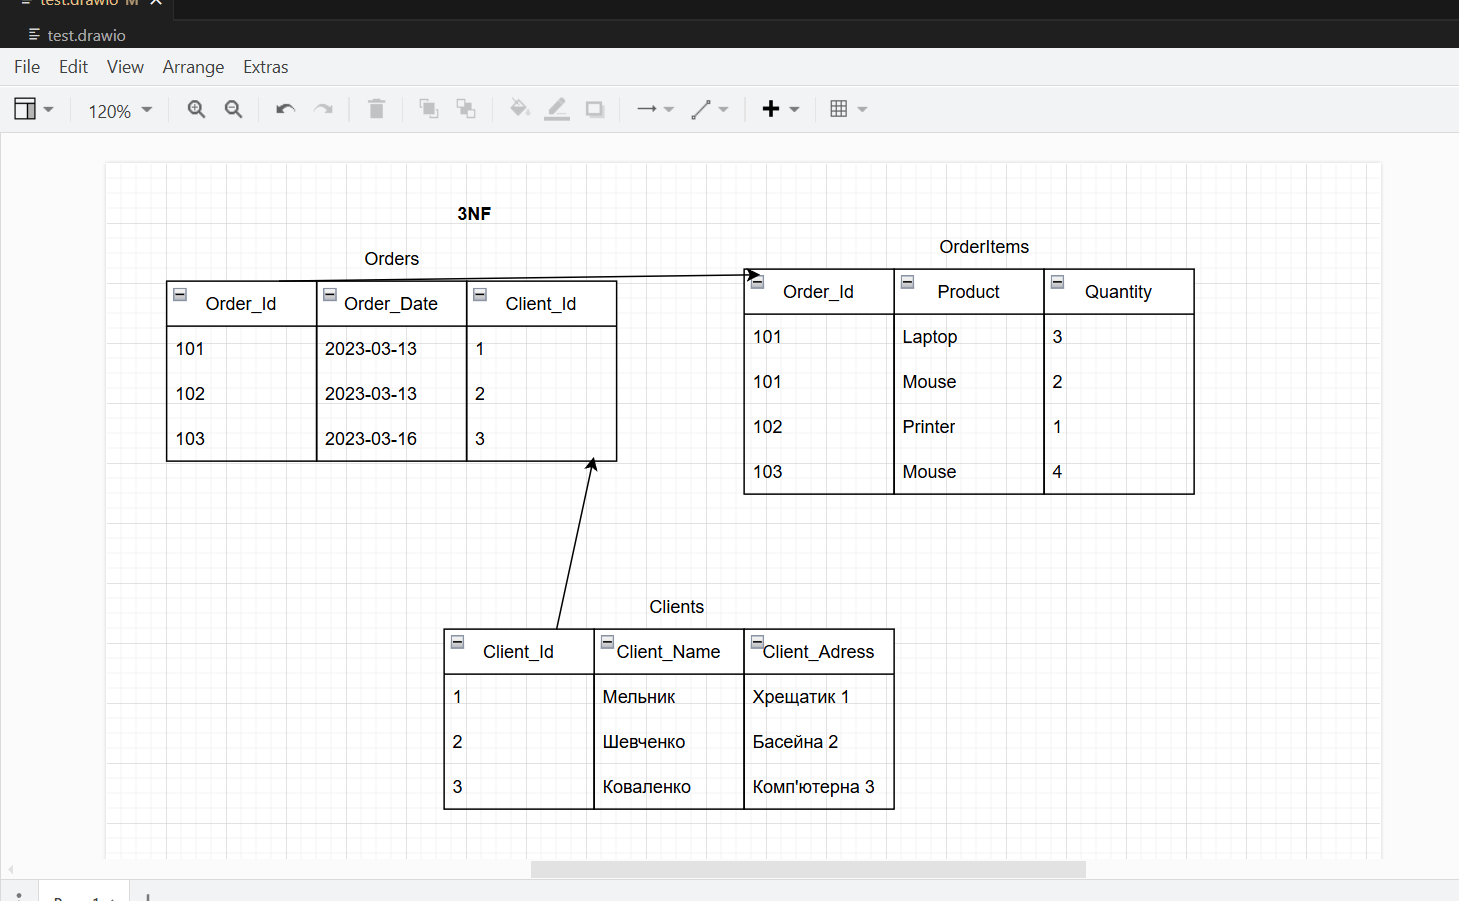 test.drawio M
test.drawio
File Edit View Arrange Extras
120%
3NF
Orders
Order_Id Order_Date Client_Id
101 2023-03-13 1
102 2023-03-13 2
103 2023-03-16 3
OrderItems
Order_Id Product Quantity
101 Laptop 3
101 Mouse 2
102 Printer 1
103 Mouse 4
Clients
Client_Id Client_Name Client_Adress
1 Мельник Хрещатик 1
2 Шевченко Басейна 2
3 Коваленко Комп'ютерна 3